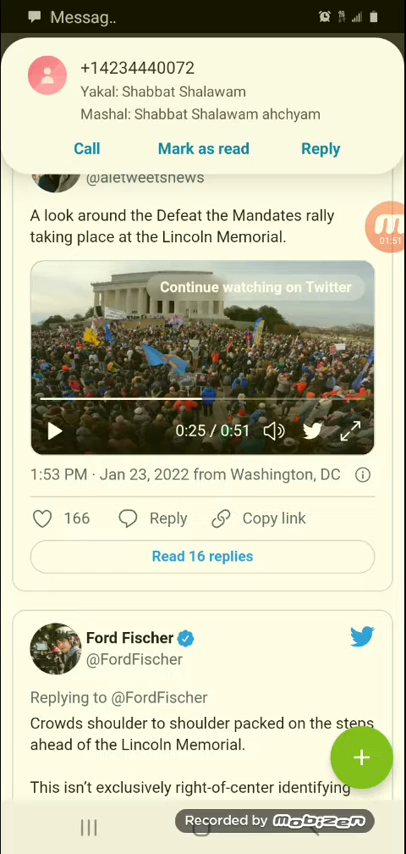 Messag..
+14234440072
Yakal: Shabbat Shalawam
Mashal: Shabbat Shalawam ahchyam
Call Mark as read Reply
@aletweetsnews
A look around the Defeat the Mandates rally
taking place at the Lincoln Memorial.
01:51
Continue watching on Twitter
0:25 / 0:51
1:53 PM · Jan 23, 2022 from Washington, DC
166 Reply Copy link
Read 16 replies
Ford Fischer
@FordFischer
Replying to @FordFischer
Crowds shoulder to shoulder packed on the steps
ahead of the Lincoln Memorial.
This isn’t exclusively right-of-center identifying
Recorded by mobizen